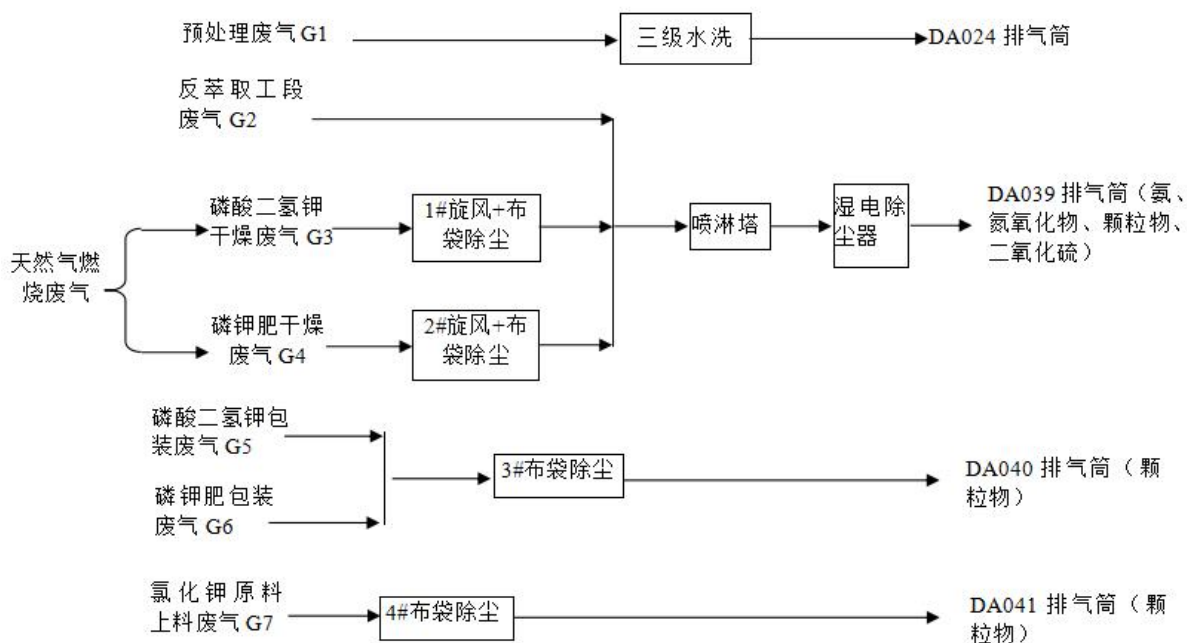 预处理废气 G1
三级水洗
DA024 排气筒
反萃取工段
废气 G2
磷酸二氢钾
干燥废气 G3
1#旋风+布
袋除尘
喷淋塔
湿电除
尘器
DA039 排气筒（氨、
氮氧化物、颗粒物、
二氧化硫）
天然气燃
烧废气
磷钾肥干燥
废气 G4
2#旋风+布
袋除尘
磷酸二氢钾包
装废气 G5
3#布袋除尘
DA040 排气筒（颗
粒物）
磷钾肥包装
废气 G6
氯化钾原料
上料废气 G7
4#布袋除尘
DA041 排气筒（颗
粒物）